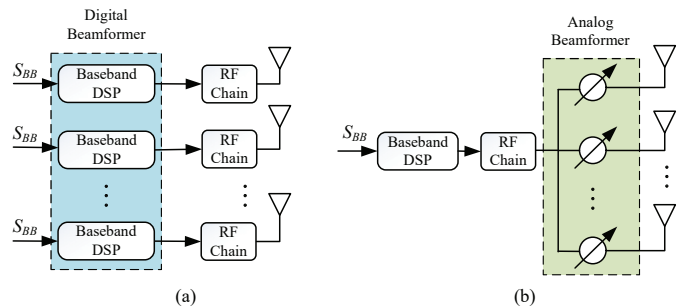 Digital
Beamformer
S_BB
Baseband
DSP
RF
Chain
S_BB
Baseband
DSP
RF
Chain
S_BB
Baseband
DSP
RF
Chain
(a)
Analog
Beamformer
S_BB
Baseband
DSP
RF
Chain
(b)